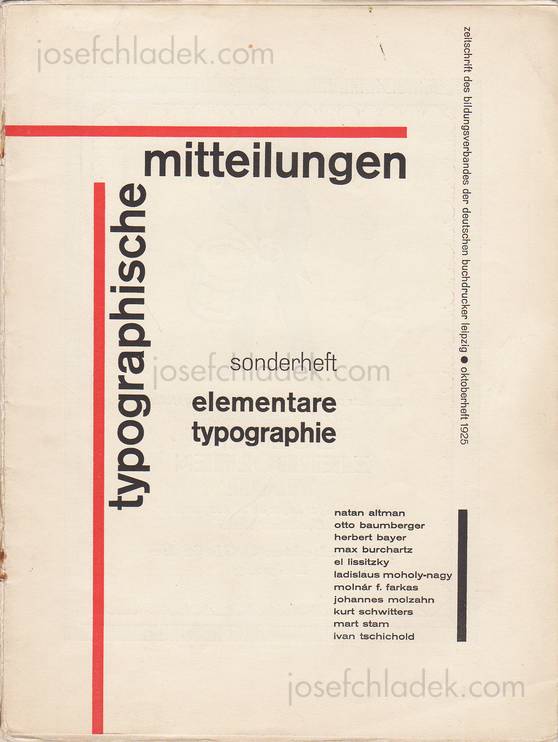 josefchladek.com
mitteilungen
typographische
zeitschrift des bildungsverbandes der deutschen buchdrucker leipzig ● oktoberheft 1925
sonderheft
josefchladek.com
elementare
typographie
natan altman
otto baumberger
herbert bayer
max burchartz
el lissitzky
ladislaus moholy-nagy
molnár f. farkas
johannes molzahn
kurt schwitters
mart stam
ivan tschichold
josefchladek.com